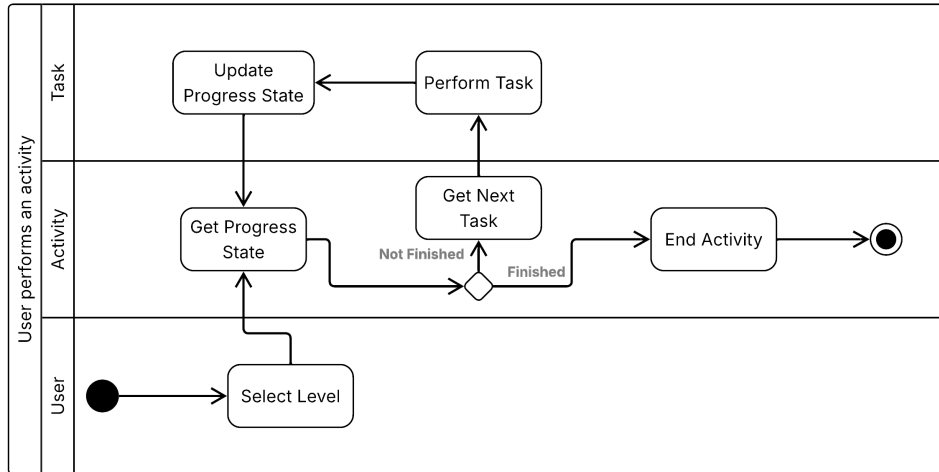 User performs an activity
Task
Update
Progress State
Perform Task
Activity
Get Progress
State
Get Next
Task
Not Finished
Finished
End Activity
User
Select Level